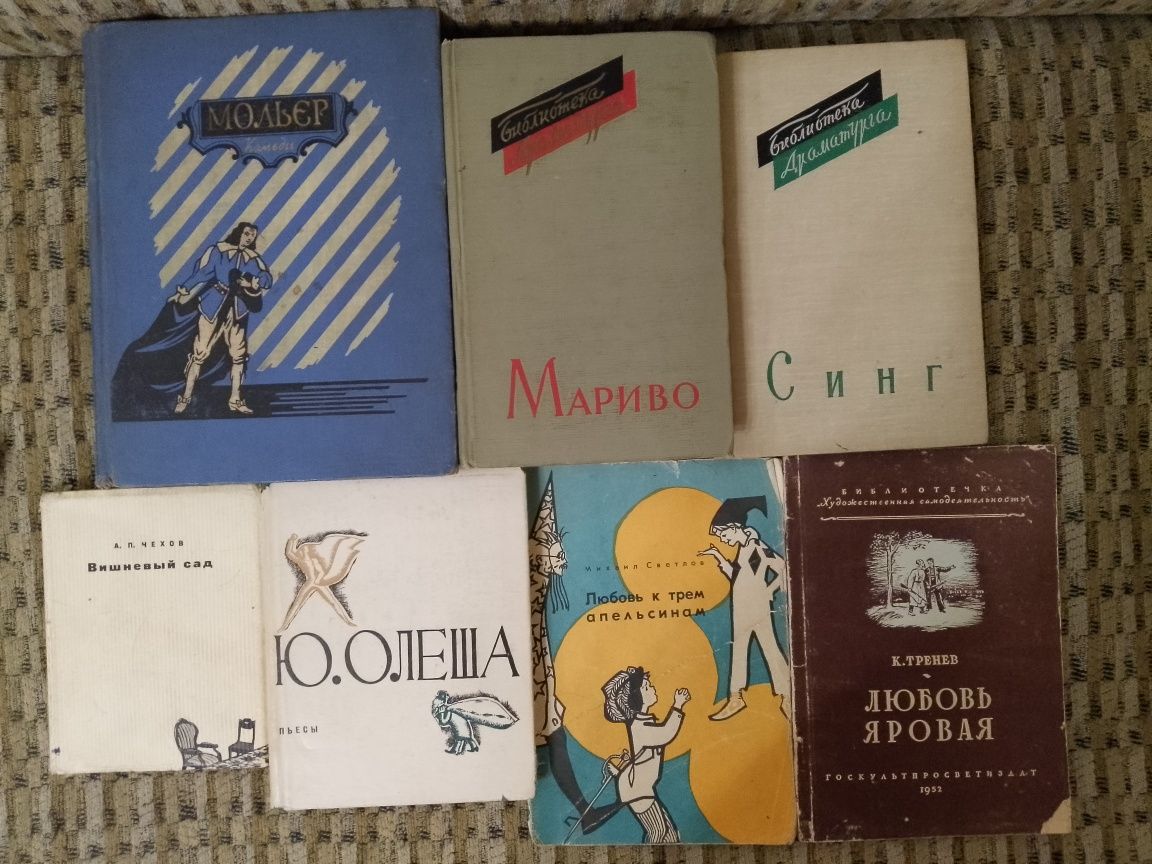 МОЛЬЕР
Комедии
Библиотека
Драматурга
Мариво
Библиотека
Драматурга
Синг
А. П. ЧЕХОВ
Вишневый сад
Ю. ОЛЕША
ПЬЕСЫ
Михаил Светлов
Любовь к трем
апельсинам
БИБЛИОТЕЧКА
"Художественная самодеятельность"
К. ТРЕНЕВ
ЛЮБОВЬ
ЯРОВАЯ
ГОСКУЛЬТПРОСВЕТИЗДАТ
1952